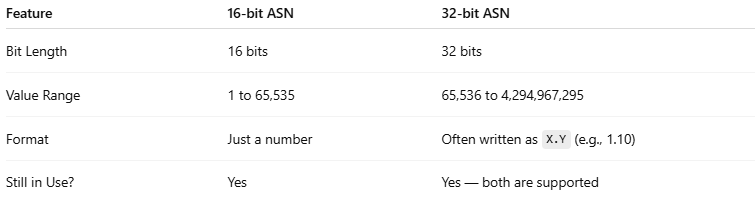 Feature 16-bit ASN 32-bit ASN
Bit Length 16 bits 32 bits
Value Range 1 to 65,535 65,536 to 4,294,967,295
Format Just a number Often written as X.Y (e.g., 1.10)
Still in Use? Yes Yes — both are supported